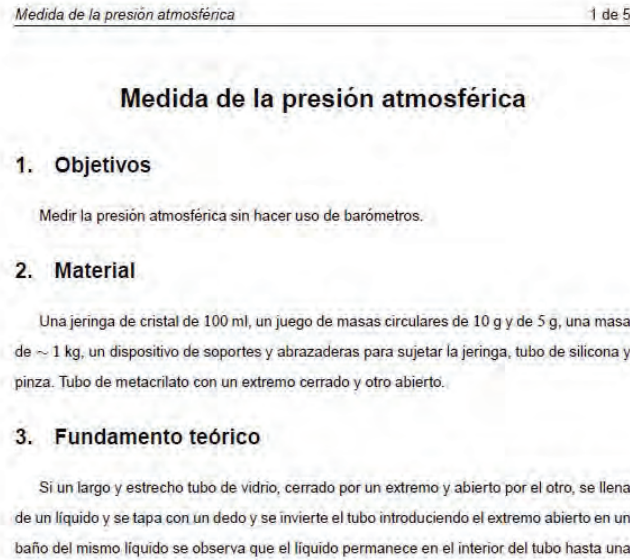 Medida de la presión atmosférica 1 de 5
Medida de la presión atmosférica
1. Objetivos
Medir la presión atmosférica sin hacer uso de barómetros.
2. Material
Una jeringa de cristal de 100 ml, un juego de masas circulares de 10 g y de 5 g, una masa
de ∼ 1 kg, un dispositivo de soportes y abrazaderas para sujetar la jeringa, tubo de silicona y
pinza. Tubo de metacrilato con un extremo cerrado y otro abierto.
3. Fundamento teórico
Si un largo y estrecho tubo de vidrio, cerrado por un extremo y abierto por el otro, se llena
de un líquido y se tapa con un dedo y se invierte el tubo introduciendo el extremo abierto en un
baño del mismo líquido se observa que el líquido permanece en el interior del tubo hasta una